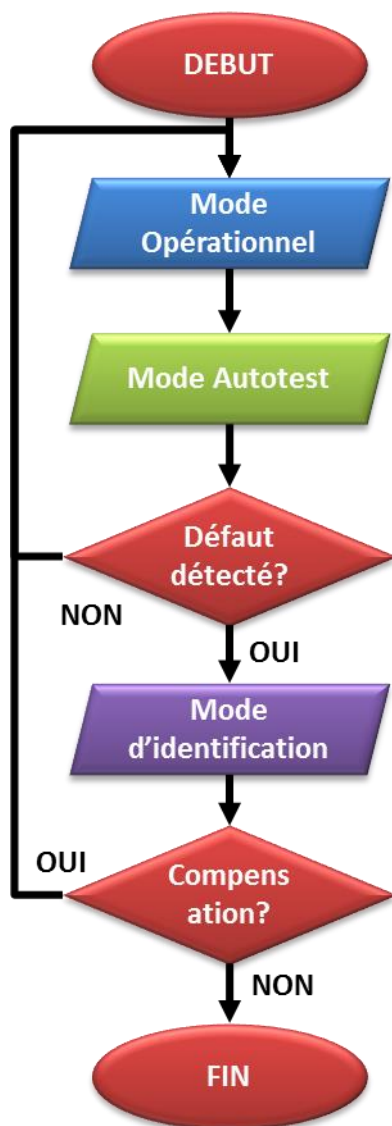 DEBUT
Mode
Opérationnel
Mode Autotest
Défaut
détecté?
NON
OUI
Mode
d'identification
OUI
Compens
ation?
NON
FIN